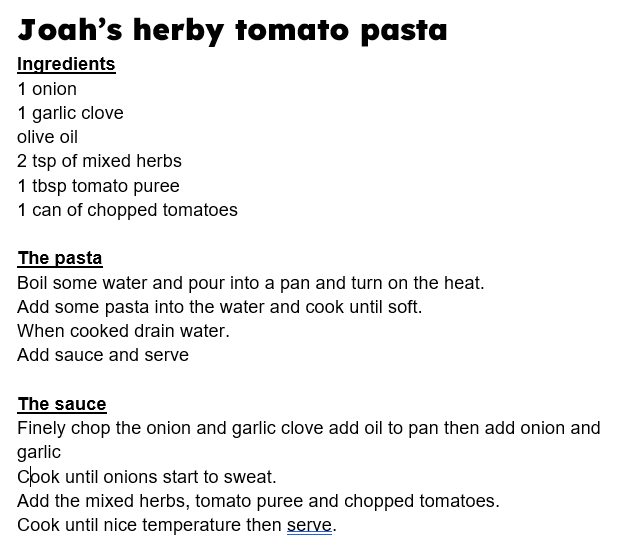 Joah's herby tomato pasta
Ingredients
1 onion
1 garlic clove
olive oil
2 tsp of mixed herbs
1 tbsp tomato puree
1 can of chopped tomatoes
The pasta
Boil some water and pour into a pan and turn on the heat.
Add some pasta into the water and cook until soft.
When cooked drain water.
Add sauce and serve
The sauce
Finely chop the onion and garlic clove add oil to pan then add onion and
garlic
Cook until onions start to sweat.
Add the mixed herbs, tomato puree and chopped tomatoes.
Cook until nice temperature then serve.